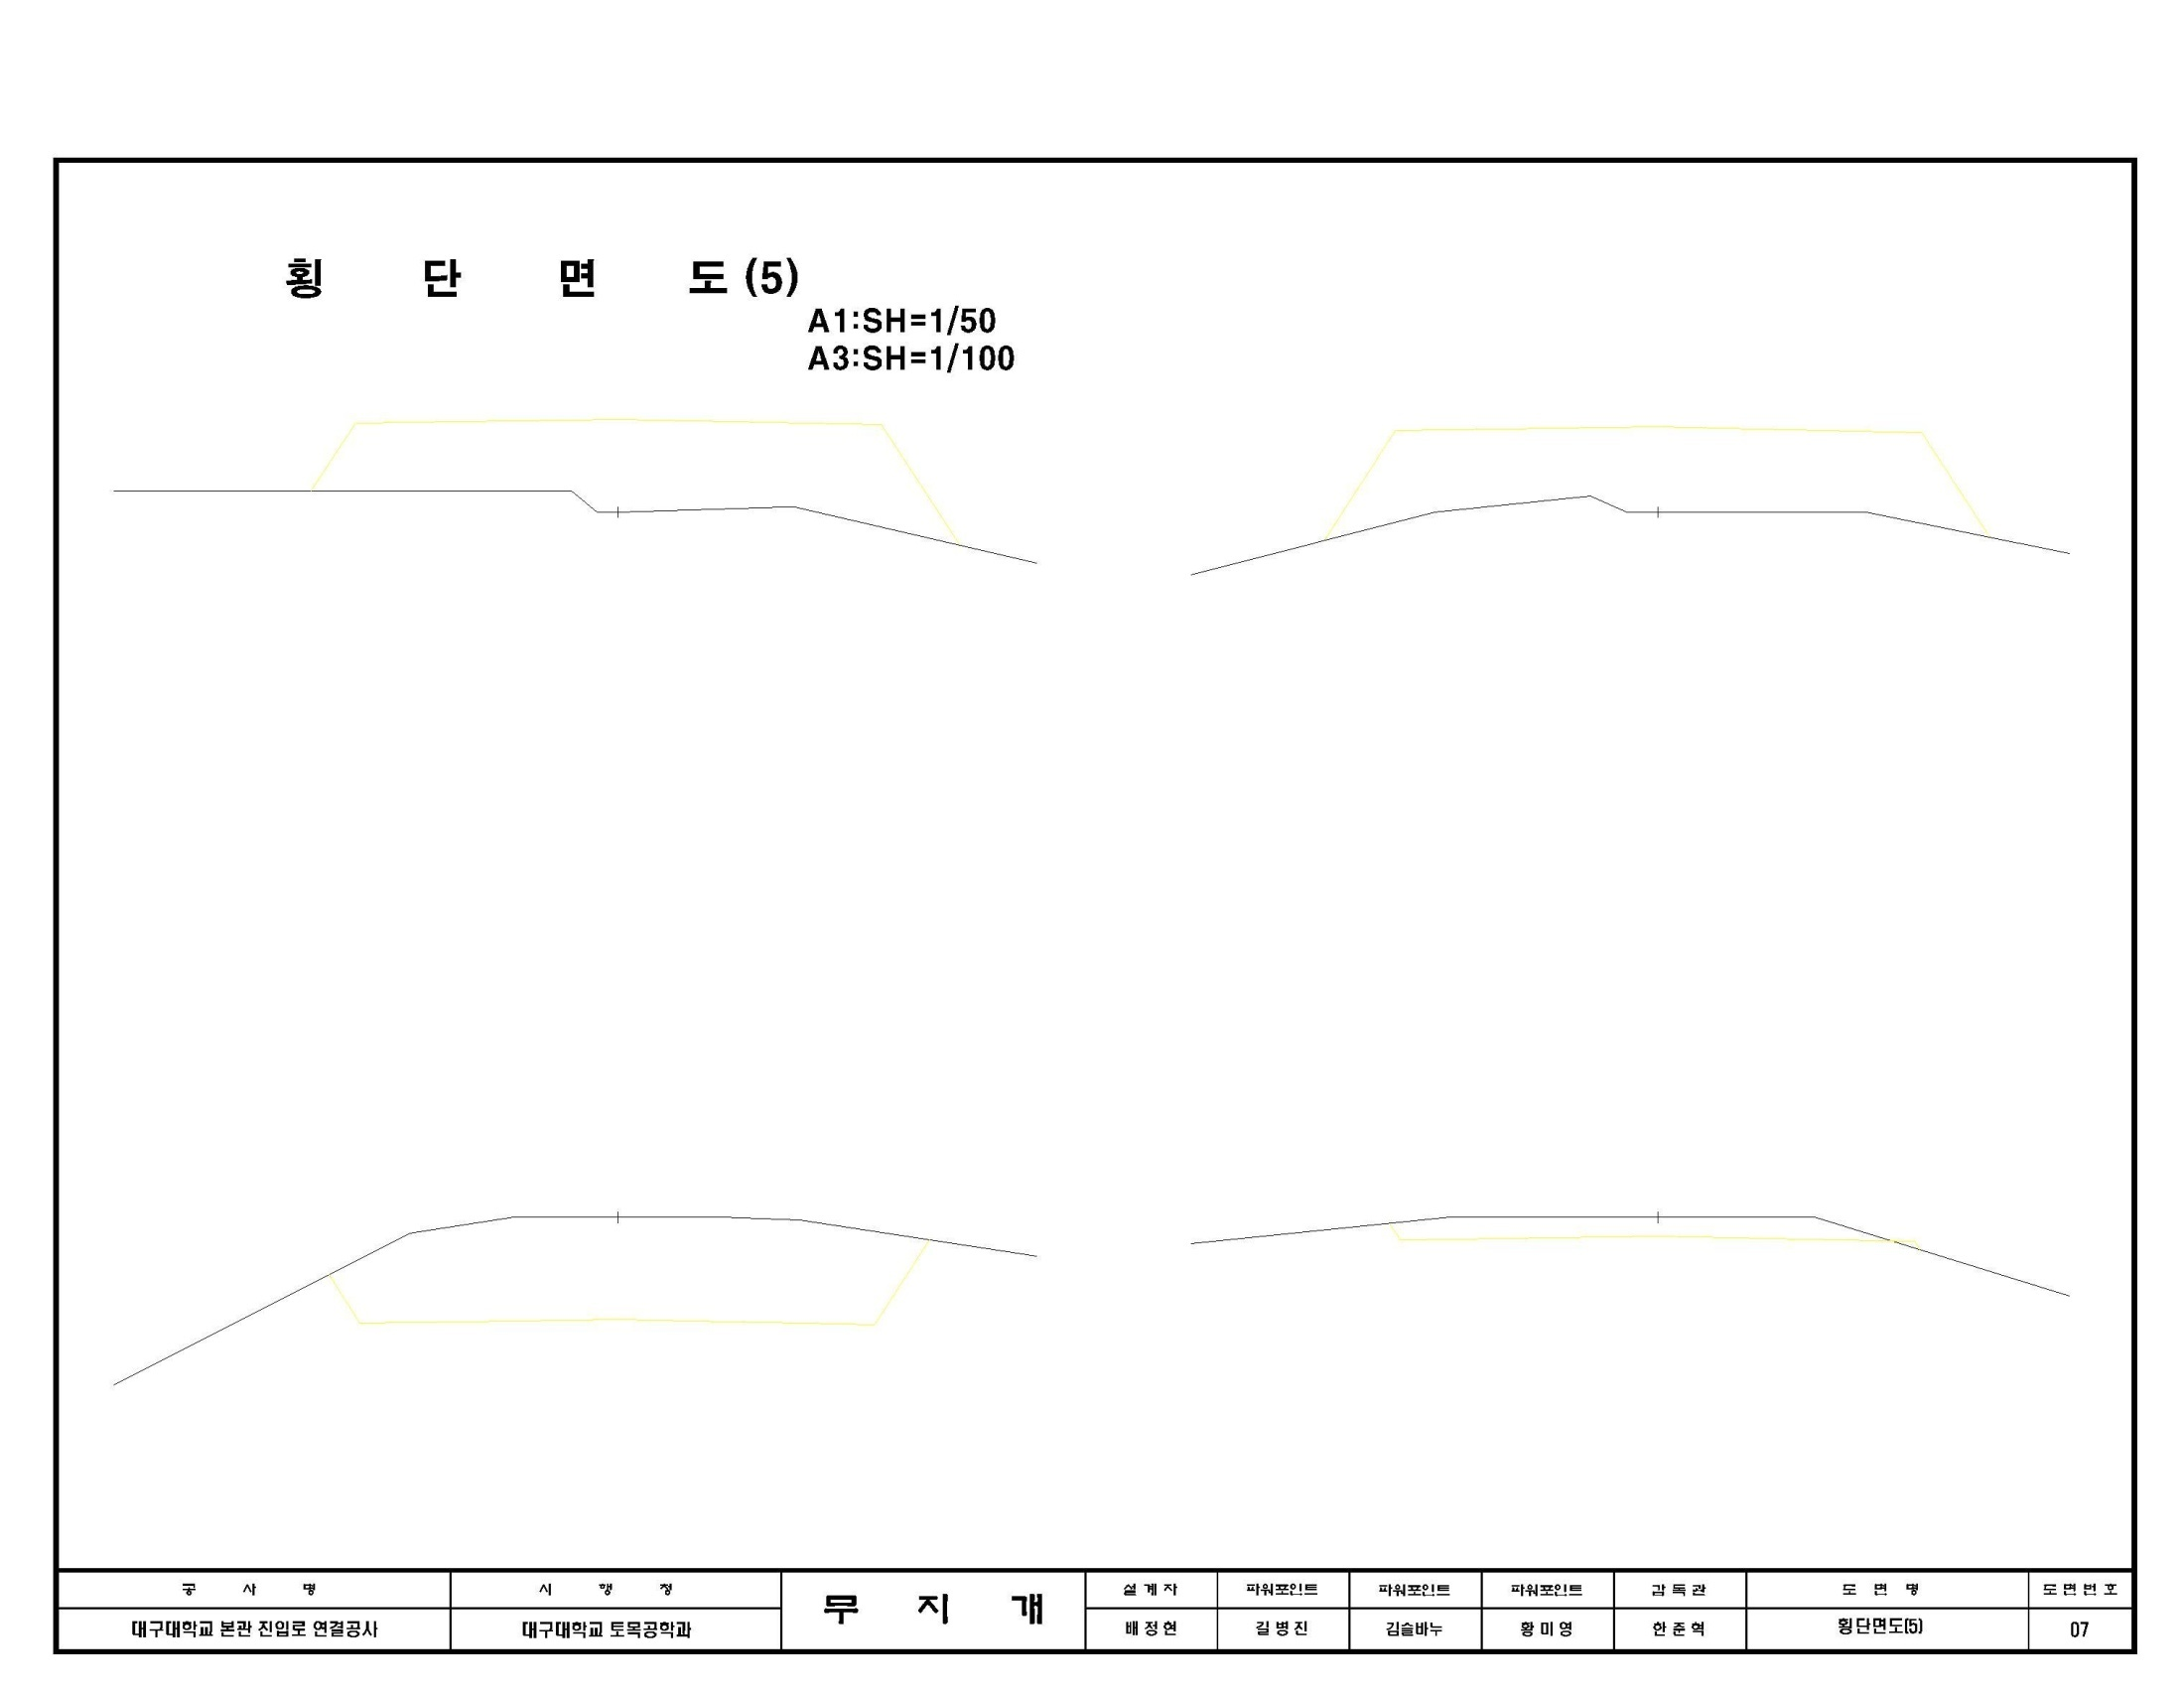 횡 단 면 도 (5)
A1:SH=1/50
A3:SH=1/100
공 사 명
대구대학교 본관 진입로 연결공사
시 행 청
대구대학교 토목공학과
무 지 개
설 계 자
배 정 현
파워포인트
길 병 진
파워포인트
김슬바누
파워포인트
황 미 영
감 독 관
한 준 혁
도 면 명
횡단면도(5)
도 면 번 호
07